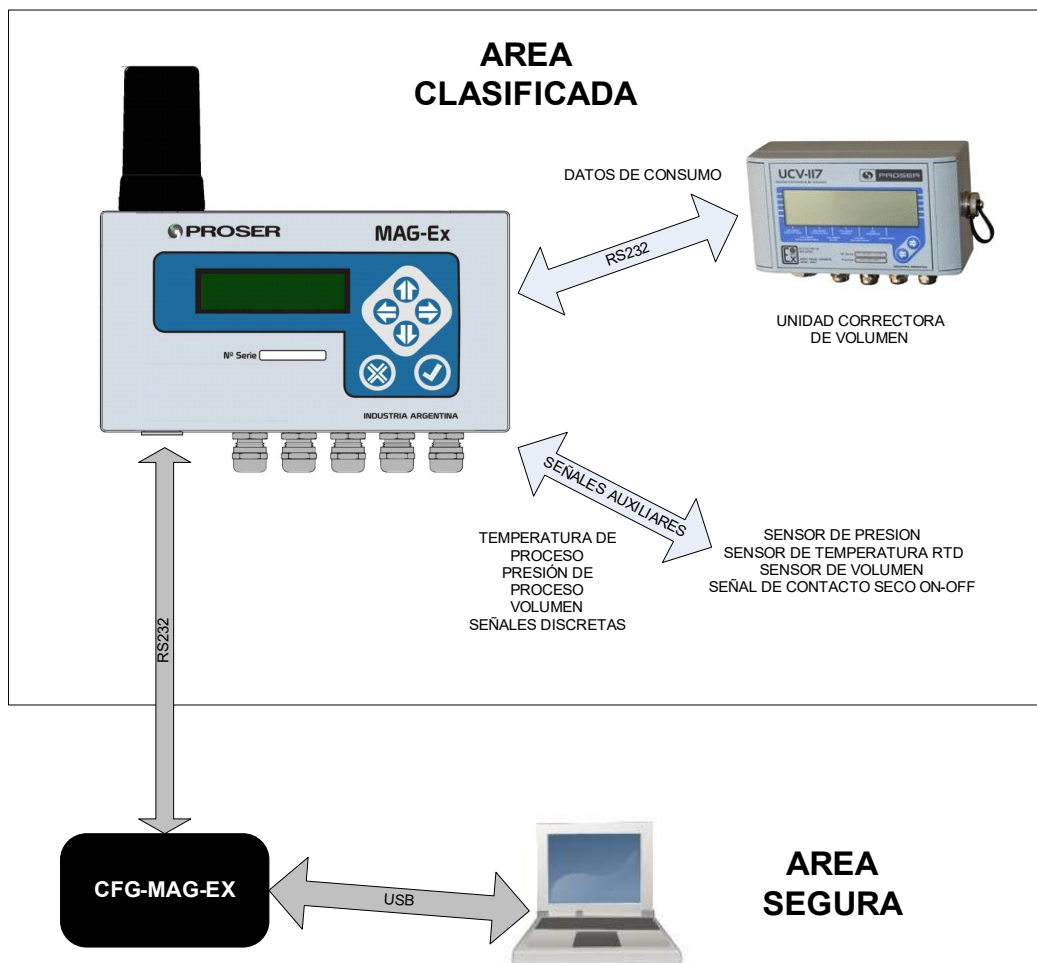 AREA
CLASIFICADA
DATOS DE CONSUMO
UCV-117
PROSER
RS232
PROSER
MAG-Ex
Nº Serie
INDUSTRIA ARGENTINA
UNIDAD CORRECTORA
DE VOLUMEN
SEÑALES AUXILIARES
TEMPERATURA DE
PROCESO
PRESIÓN DE
PROCESO
VOLUMEN
SEÑALES DISCRETAS
SENSOR DE PRESION
SENSOR DE TEMPERATURA RTD
SENSOR DE VOLUMEN
SEÑAL DE CONTACTO SECO ON-OFF
RS232
CFG-MAG-EX
USB
AREA
SEGURA